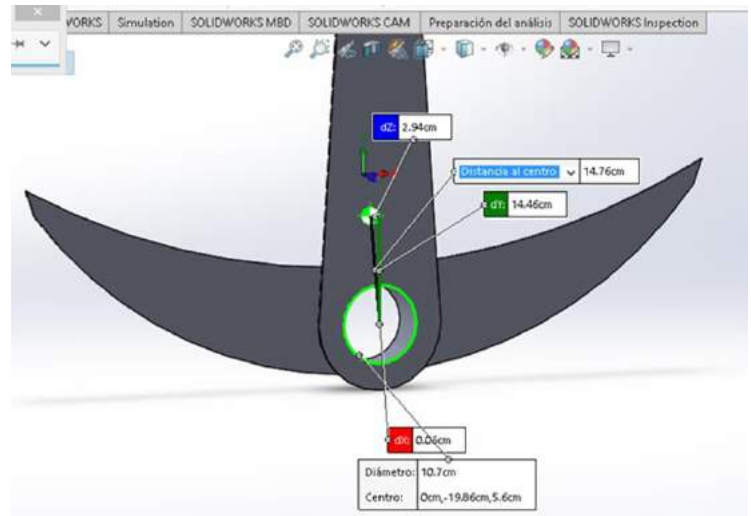 WORKS Simulation SOLIDWORKS MBD SOLIDWORKS CAM Preparación del análisis SOLIDWORKS Inspection
dZ: 2.94cm
Distancia al centro 14.76cm
dY: 14.46cm
dX: 0.06cm
Diámetro: 10.7cm
Centro: 0cm,-19.86cm,5.6cm